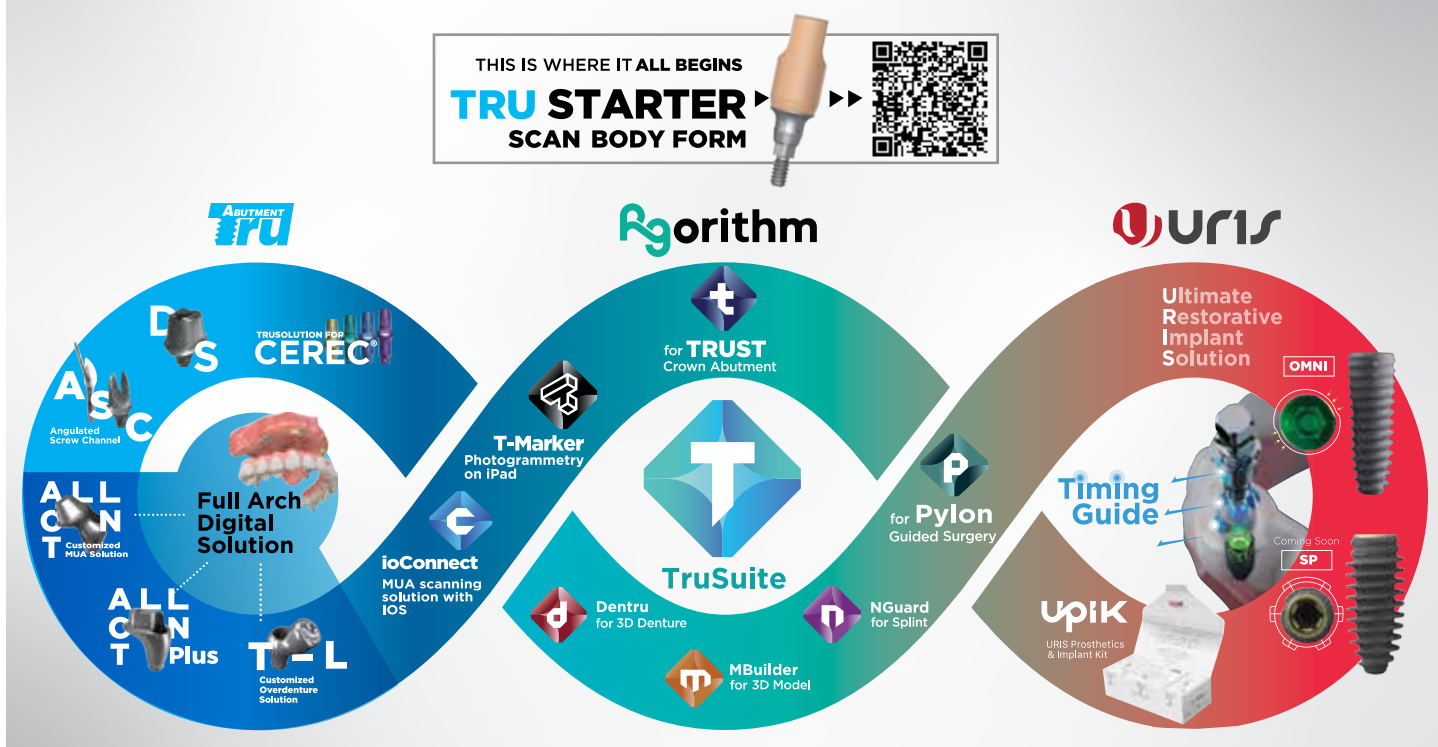 THIS IS WHERE IT ALL BEGINS
TRU STARTER
SCAN BODY FORM
ABUTMENT
Tru
Rgorithm
URIS
D
S
TRUSOLUTION FOR
CEREC®
A
S
C
Angulated
Screw Channel
ALL
ON
T
Customized
MUA Solution
Full Arch
Digital
Solution
ALL
ON
T Plus
T-L
Customized
Overdenture
Solution
T-Marker
Photogrammetry
on iPad
c
ioConnect
MUA scanning
solution with
IOS
t
for TRUST
Crown Abutment
T
TruSuite
d
Dentru
for 3D Denture
m
MBuilder
for 3D Model
n
NGuard
for Splint
p
for Pylon
Guided Surgery
Ultimate
Restorative
Implant
Solution
OMNI
Timing
Guide
Coming Soon
SP
UPIK
URIS Prosthetics
& Implant Kit